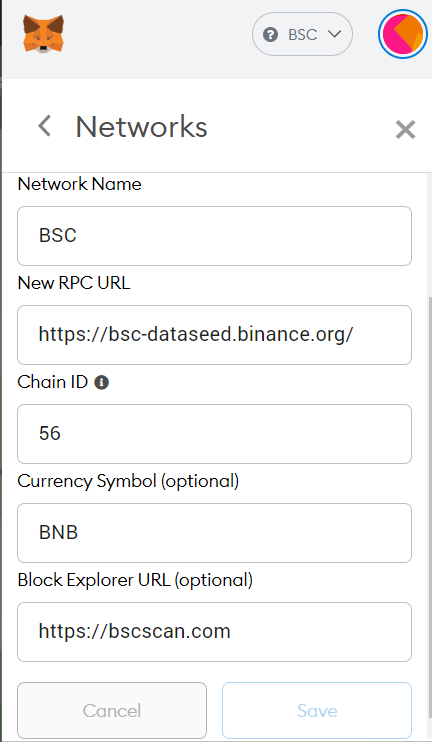 BSC
Networks
Network Name
BSC
New RPC URL
https://bsc-dataseed.binance.org/
Chain ID
56
Currency Symbol (optional)
BNB
Block Explorer URL (optional)
https://bscscan.com
Cancel
Save